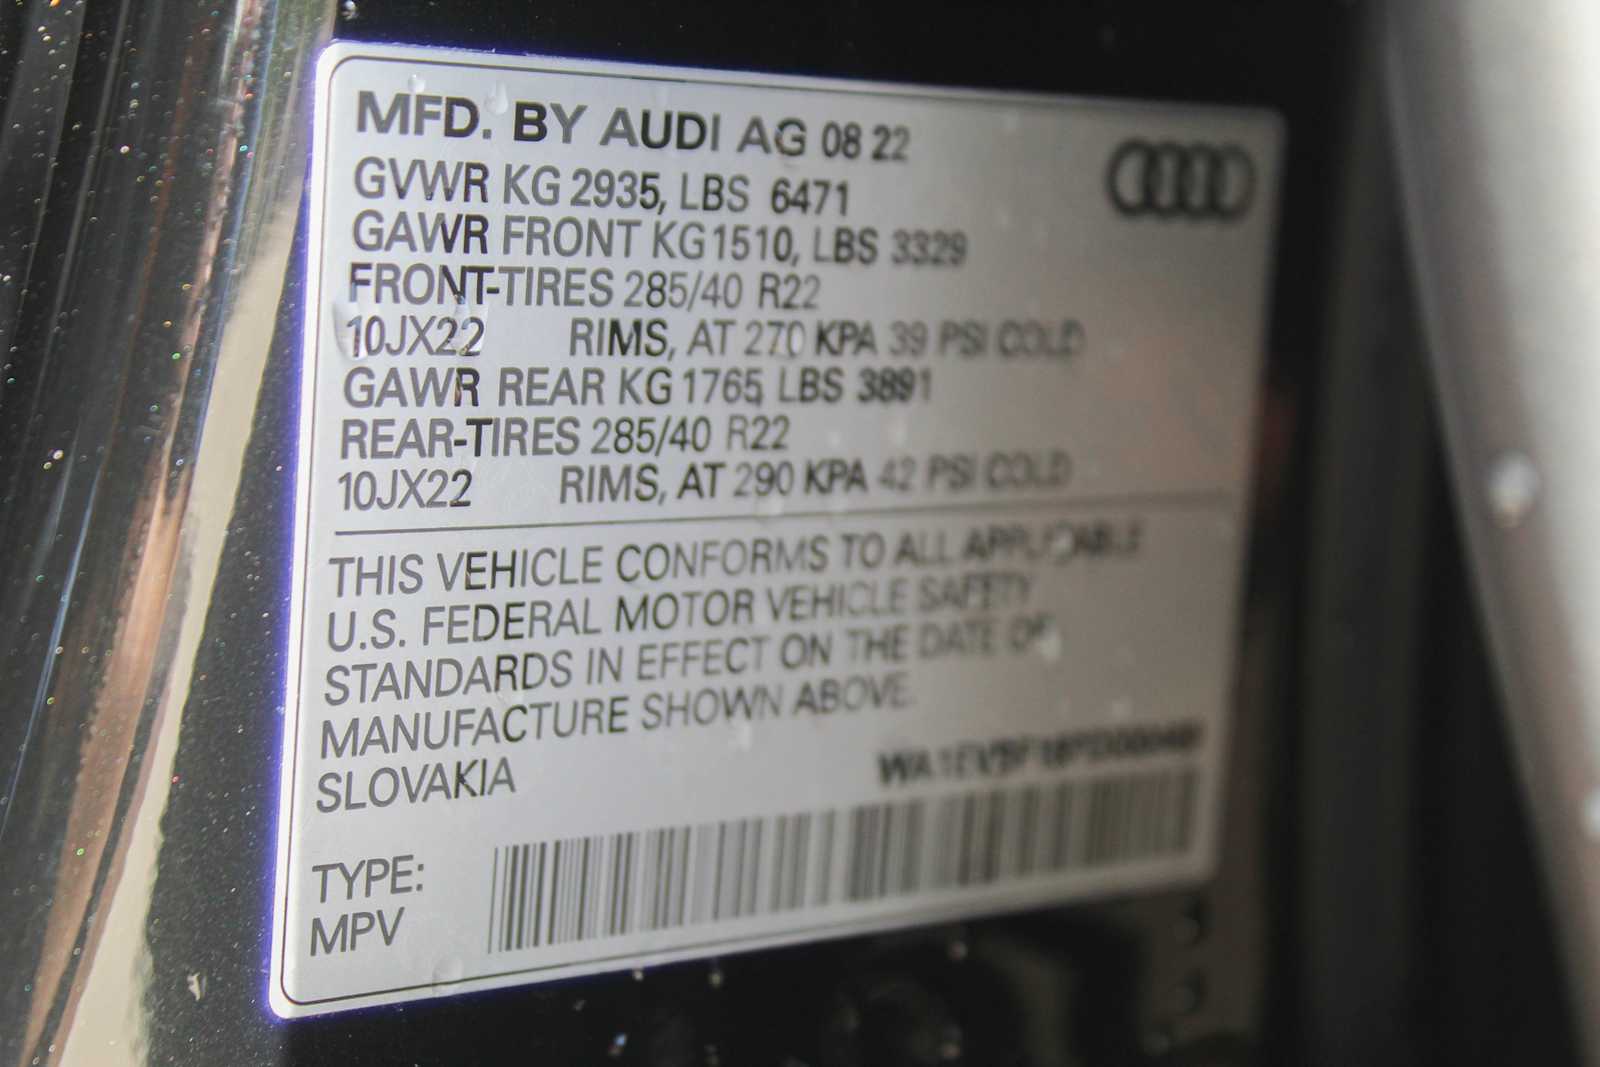 MFD. BY AUDI AG 08 22
GVWR KG 2935, LBS 6471
GAWR FRONT KG 1510, LBS 3329
FRONT-TIRES 285/40 R22
10JX22 RIMS, AT 270 KPA 39 PSI COLD
GAWR REAR KG 1765, LBS 3891
REAR-TIRES 285/40 R22
10JX22 RIMS, AT 290 KPA 42 PSI COLD
THIS VEHICLE CONFORMS TO ALL APPLICABLE
U.S. FEDERAL MOTOR VEHICLE SAFETY
STANDARDS IN EFFECT ON THE DATE OF
MANUFACTURE SHOWN ABOVE.
SLOVAKIA
TYPE:
MPV